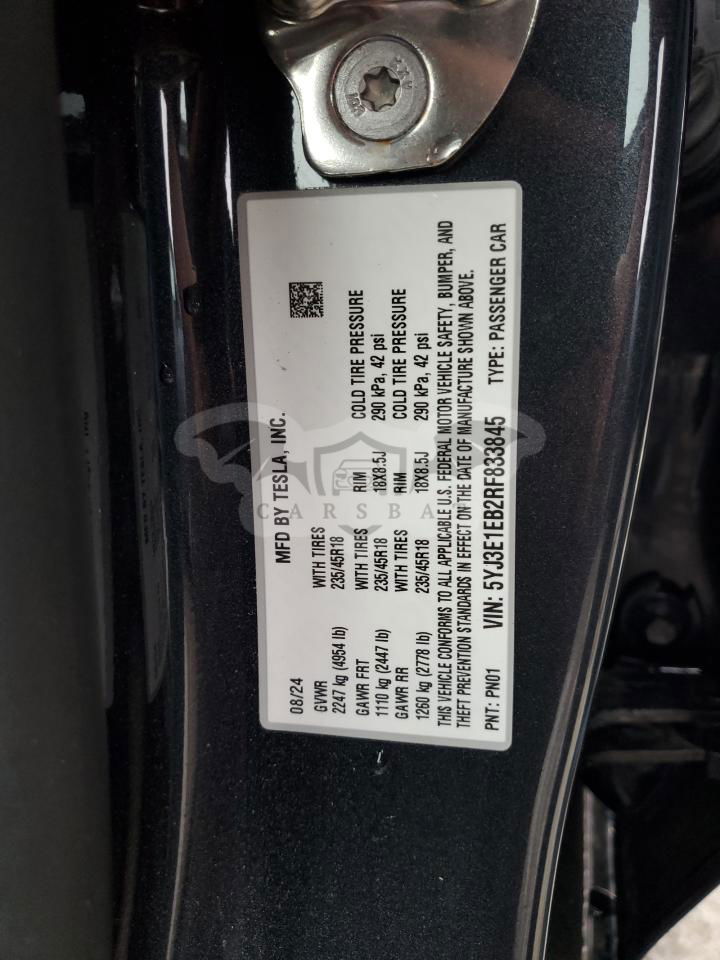 MFD BY TESLA, INC.
08/24
GVWR WITH TIRES
2247 kg (4954 lb) 235/45R18
GAWR FRT WITH TIRES RIM COLD TIRE PRESSURE
1110 kg (2447 lb) 235/45R18 18X8.5J 290 kPa, 42 psi
GAWR RR WITH TIRES RIM COLD TIRE PRESSURE
1260 kg (2778 lb) 235/45R18 18X8.5J 290 kPa, 42 psi
THIS VEHICLE CONFORMS TO ALL APPLICABLE U.S. FEDERAL MOTOR VEHICLE SAFETY, BUMPER, AND
THEFT PREVENTION STANDARDS IN EFFECT ON THE DATE OF MANUFACTURE SHOWN ABOVE.
PNT: PN01 VIN: 5YJ3E1EB2RF833845 TYPE: PASSENGER CAR